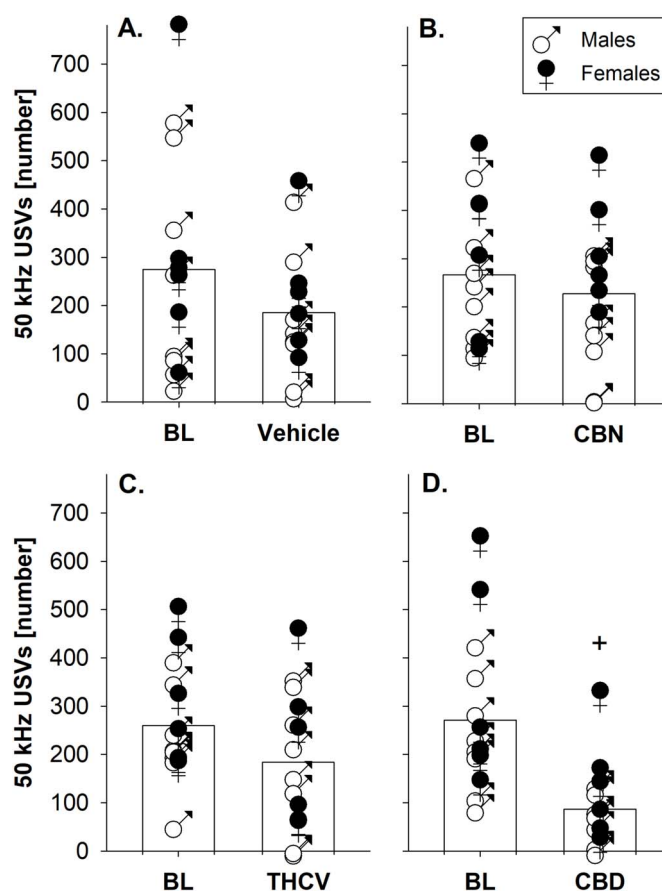 A.
B.
Males
Females
50 kHz USVs [number]
700
600
500
400
300
200
100
0
BL
Vehicle
BL
CBN
C.
D.
50 kHz USVs [number]
700
600
500
400
300
200
100
0
BL
THCV
BL
CBD